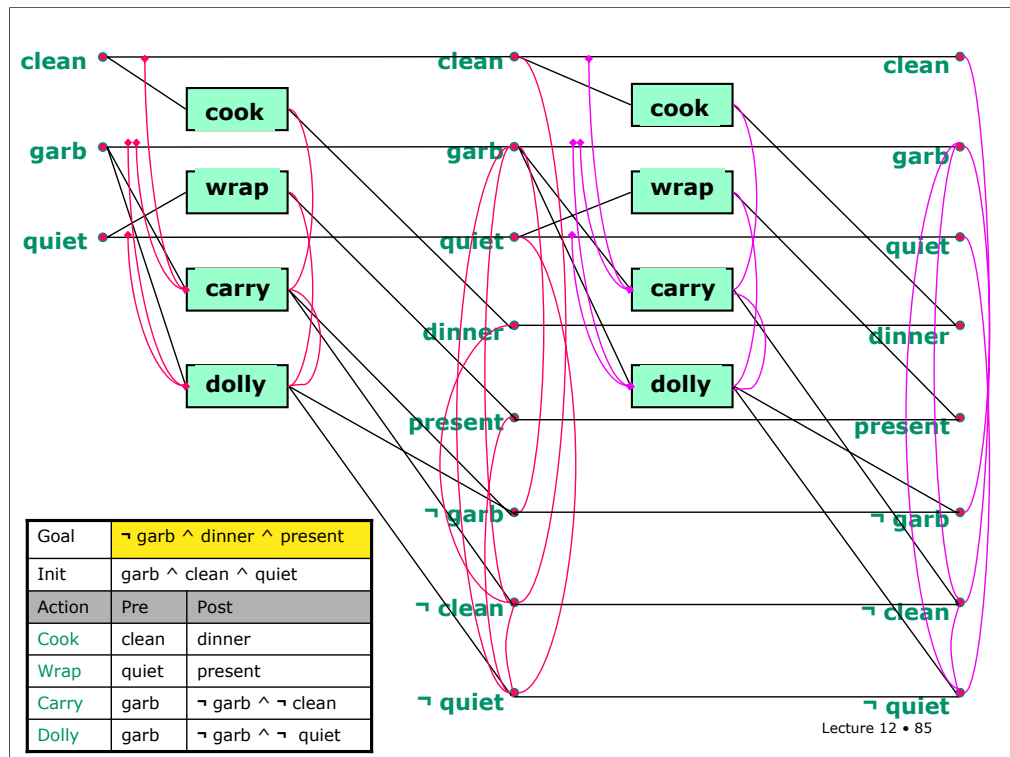 clean clean clean
cook cook
garb garb garb
wrap wrap
quiet quiet quiet
carry carry
dinner dinner
dolly dolly
present present
¬ garb ¬ garb
¬ clean ¬ clean
¬ quiet ¬ quiet
Goal ¬ garb ^ dinner ^ present
Init garb ^ clean ^ quiet
Action Pre Post
Cook clean dinner
Wrap quiet present
Carry garb ¬ garb ^ ¬ clean
Dolly garb ¬ garb ^ ¬ quiet
Lecture 12 • 85